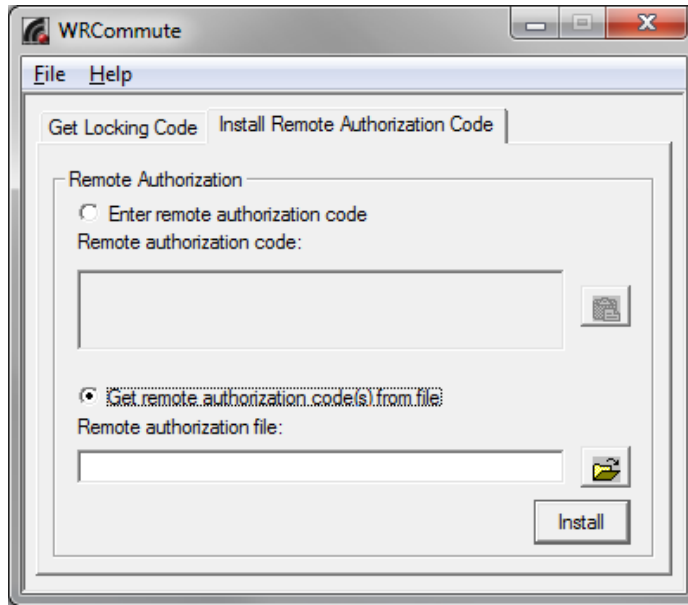 WRCommute
File Help
Get Locking Code Install Remote Authorization Code
Remote Authorization
Enter remote authorization code
Remote authorization code:
Get remote authorization code(s) from file
Remote authorization file:
Install